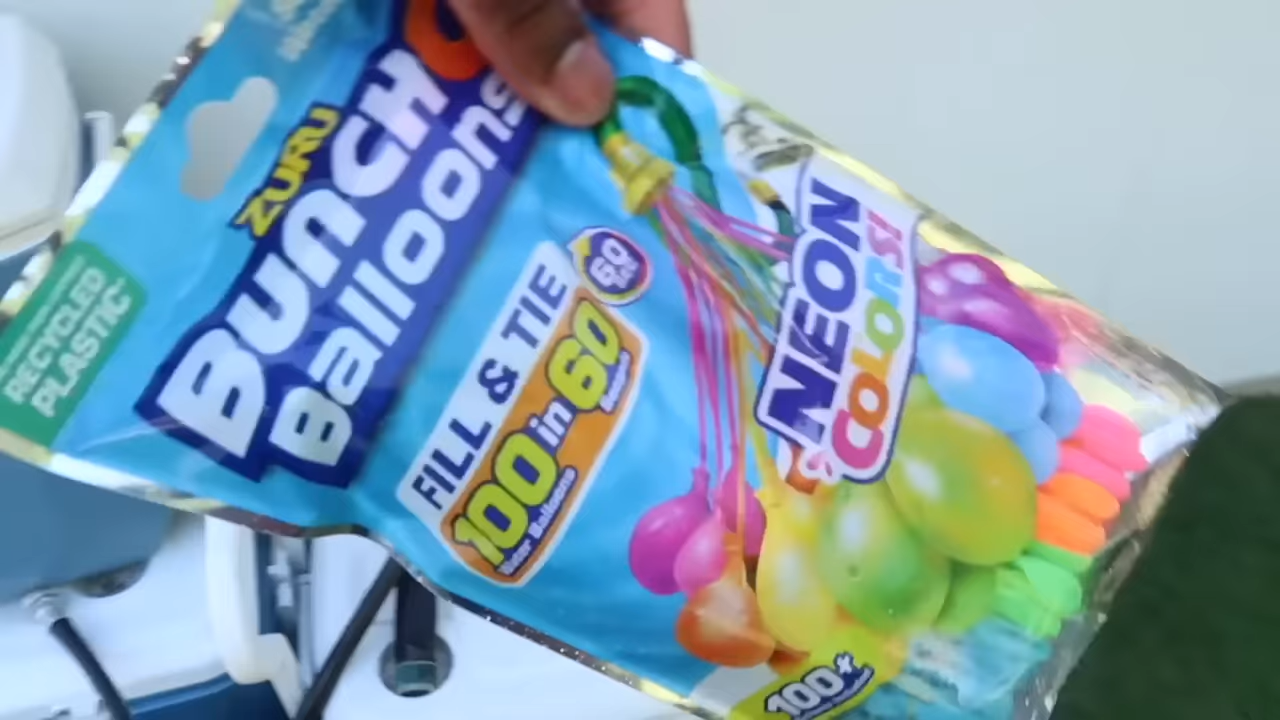 ZURU
BUNCH O
Balloons
RECYCLED
PLASTIC
FILL & TIE
100 in 60
Water Balloons
60
NEON
COLORS!
100+